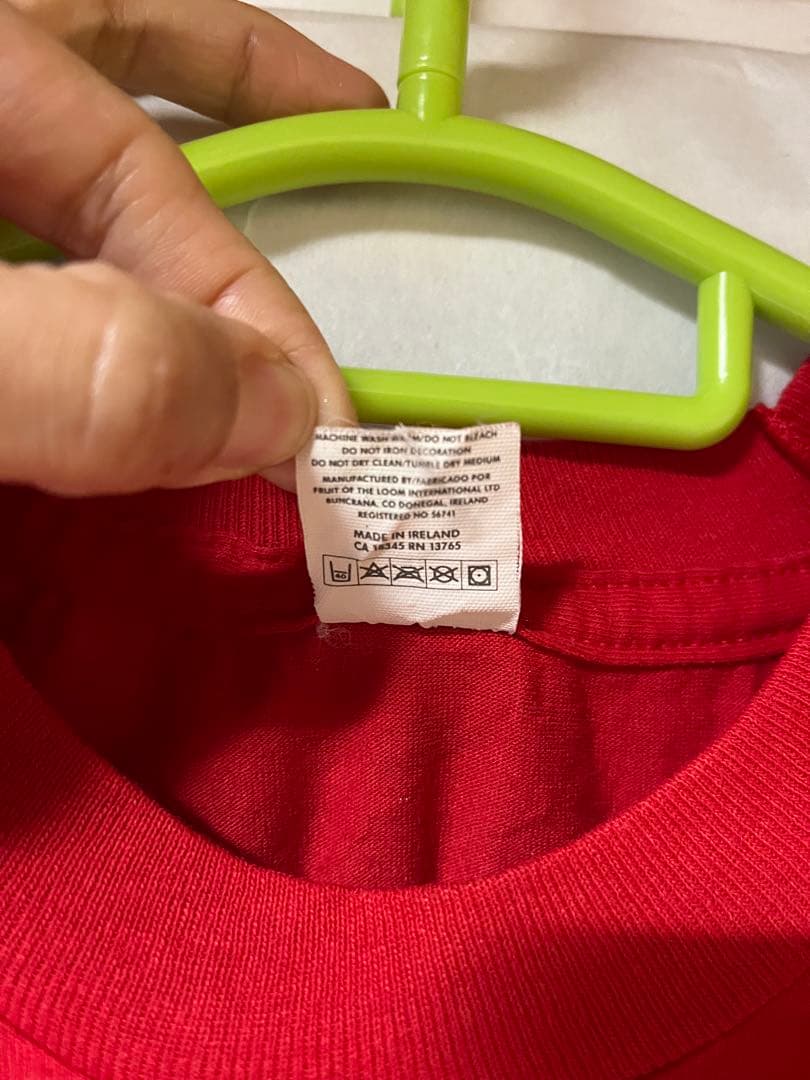 MACHINE WASH WARM/DO NOT BLEACH
DO NOT IRON DECORATION
DO NOT DRY CLEAN/TUMBLE DRY MEDIUM
MANUFACTURED BY/FABRICADO POR
FRUIT OF THE LOOM INTERNATIONAL LTD
BUNCRANA, CO DONEGAL, IRELAND
REGISTERED NO 56741
MADE IN IRELAND
CA 18345 RN 13765
40